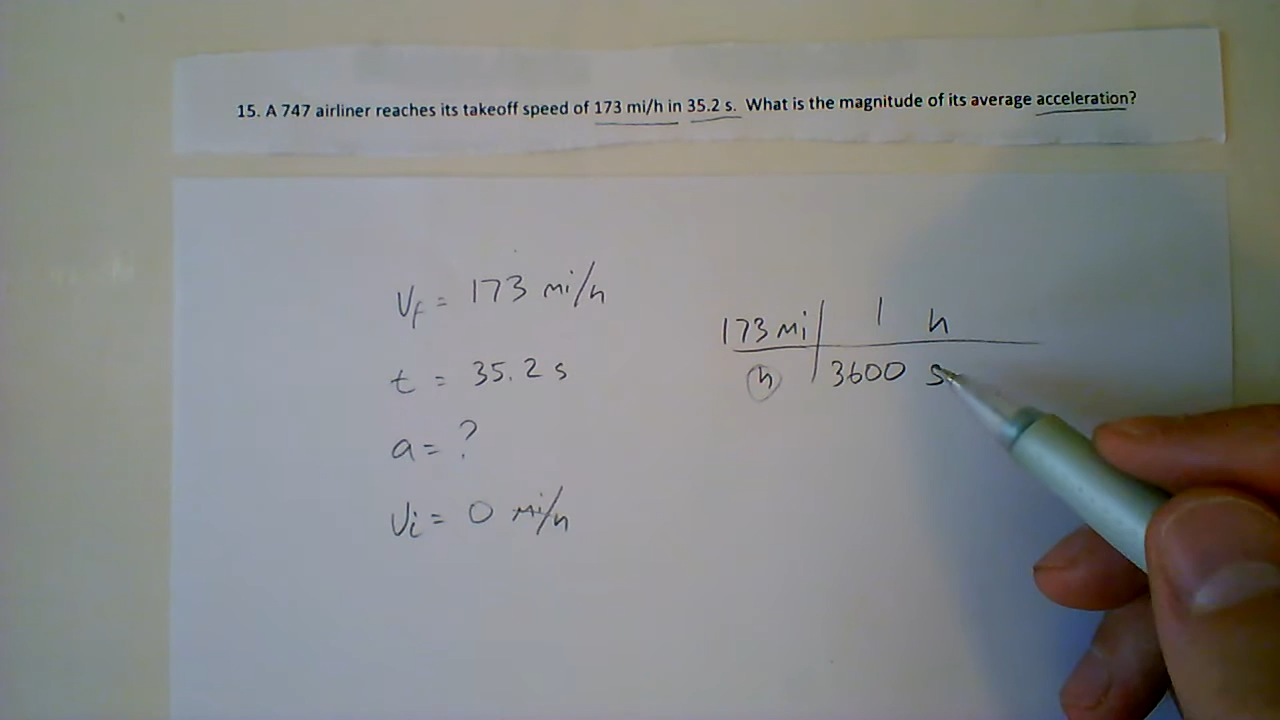 15. A 747 airliner reaches its takeoff speed of 173 mi/h in 35.2 s. What is the magnitude of its average acceleration?
Vf = 173 mi/h
t = 35.2 s
a = ?
Vi = 0 mi/h
173 mi 1 h
h 3600 s